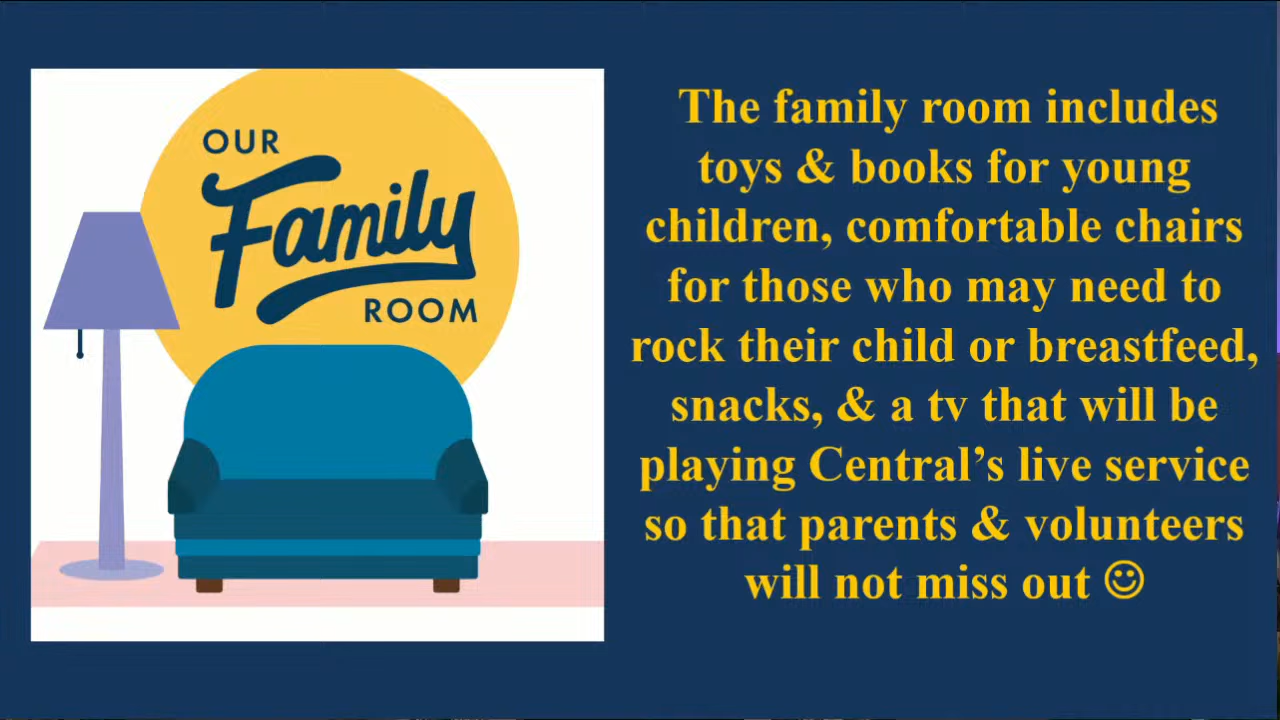 OUR
Family
ROOM
The family room includes
toys & books for young
children, comfortable chairs
for those who may need to
rock their child or breastfeed,
snacks, & a tv that will be
playing Central’s live service
so that parents & volunteers
will not miss out ☺